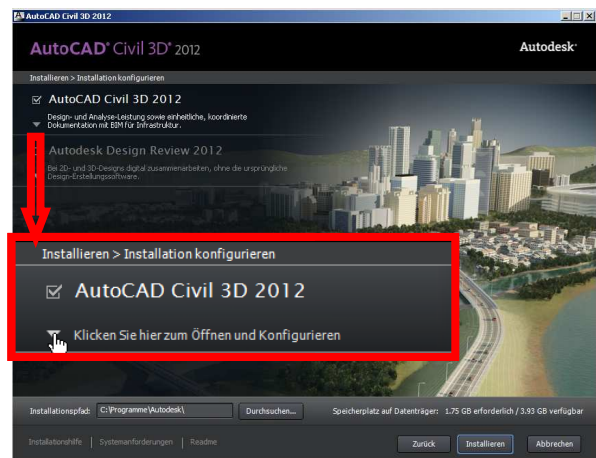 AutoCAD Civil 3D 2012
AutoCAD® Civil 3D® 2012
Autodesk®
Installieren > Installation konfigurieren
AutoCAD Civil 3D 2012
Design- und Analyse-Leistung sowie einheitliche, koordinierte
Dokumentation mit BIM für Infrastruktur.
Autodesk Design Review 2012
Bei 2D- und 3D-Designs digital zusammenarbeiten, ohne die ursprüngliche
Design-Erstellungssoftware.
Installieren > Installation konfigurieren
AutoCAD Civil 3D 2012
Klicken Sie hier zum Öffnen und Konfigurieren
Installationspfad: C:\Programme\Autodesk\ Durchsuchen... Speicherplatz auf Datenträger: 1.75 GB erforderlich / 3.93 GB verfügbar
Installationshilfe | Systemanforderungen | Readme Zurück Installieren Abbrechen